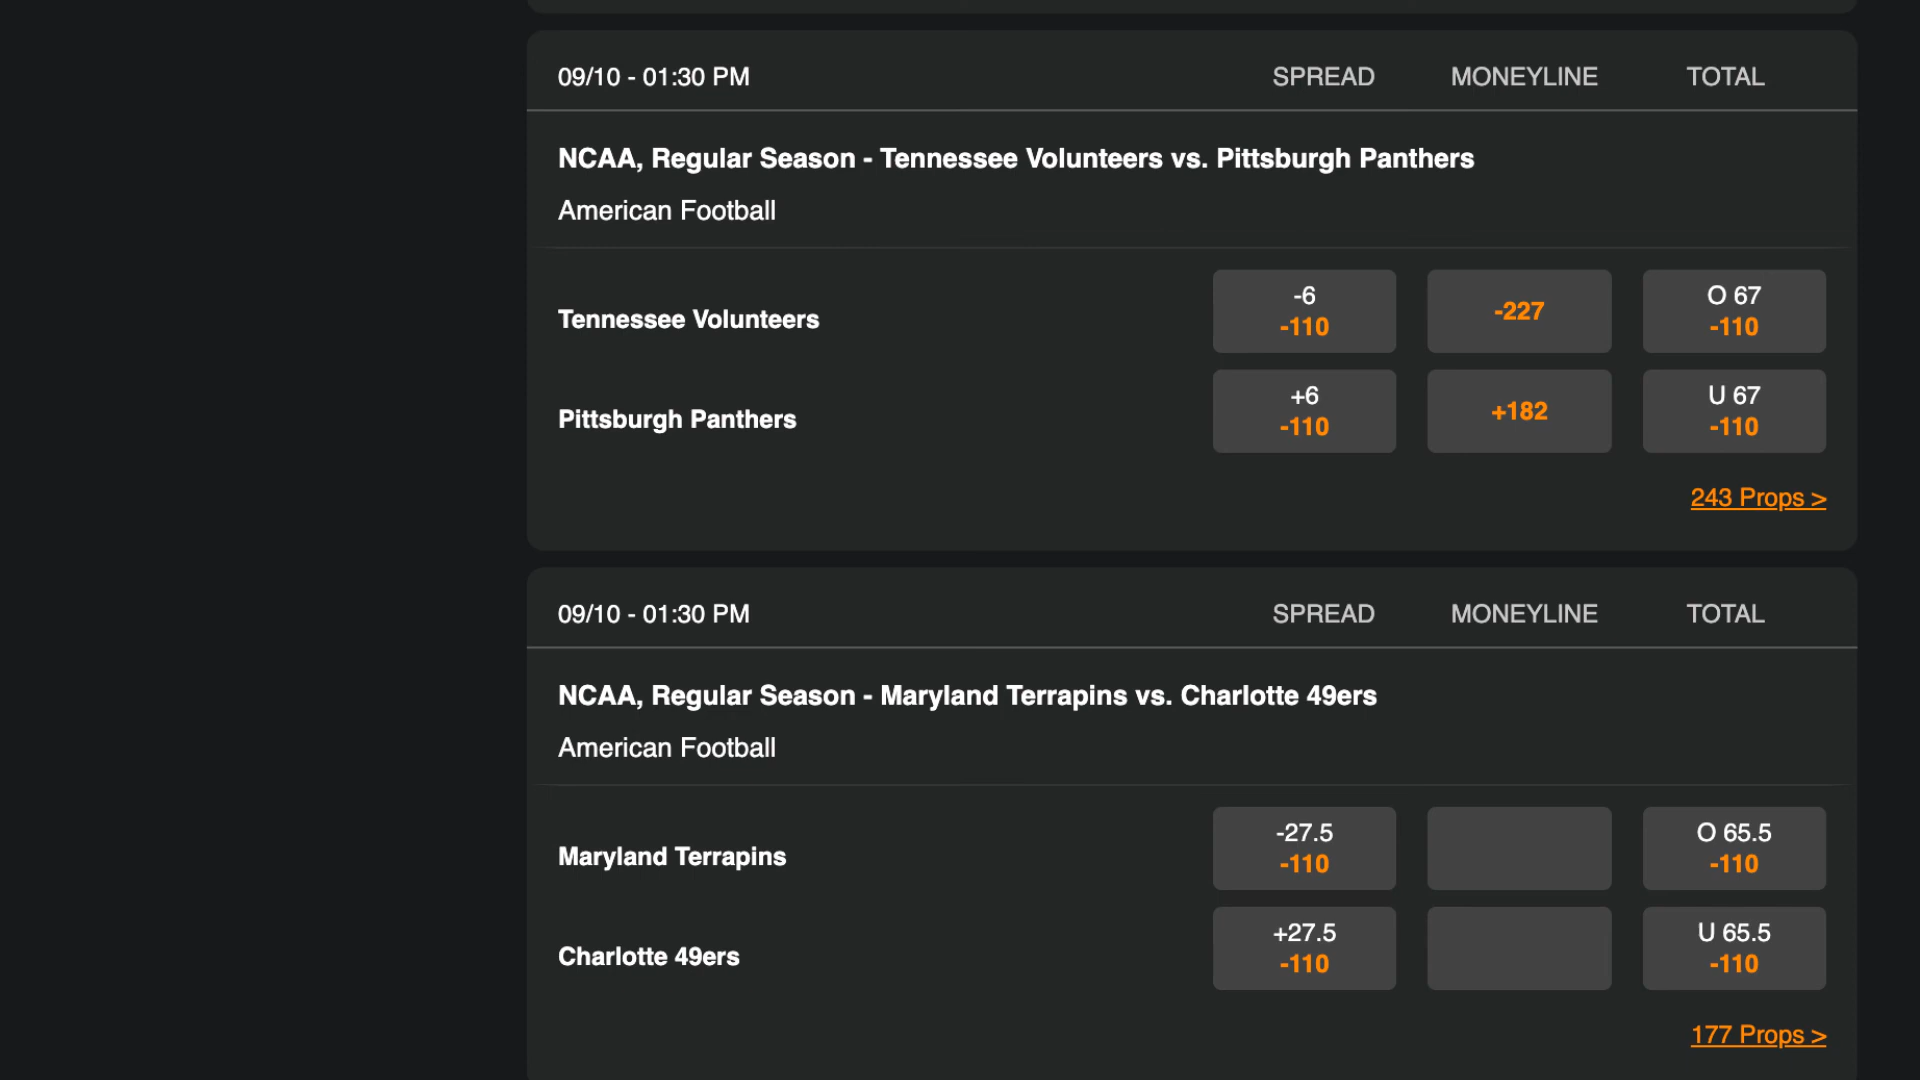 09/10 - 01:30 PM SPREAD MONEYLINE TOTAL
NCAA, Regular Season - Tennessee Volunteers vs. Pittsburgh Panthers
American Football
Tennessee Volunteers
-6
-110
-227
O 67
-110
Pittsburgh Panthers
+6
-110
+182
U 67
-110
243 Props >
09/10 - 01:30 PM SPREAD MONEYLINE TOTAL
NCAA, Regular Season - Maryland Terrapins vs. Charlotte 49ers
American Football
Maryland Terrapins
-27.5
-110
O 65.5
-110
Charlotte 49ers
+27.5
-110
U 65.5
-110
177 Props >